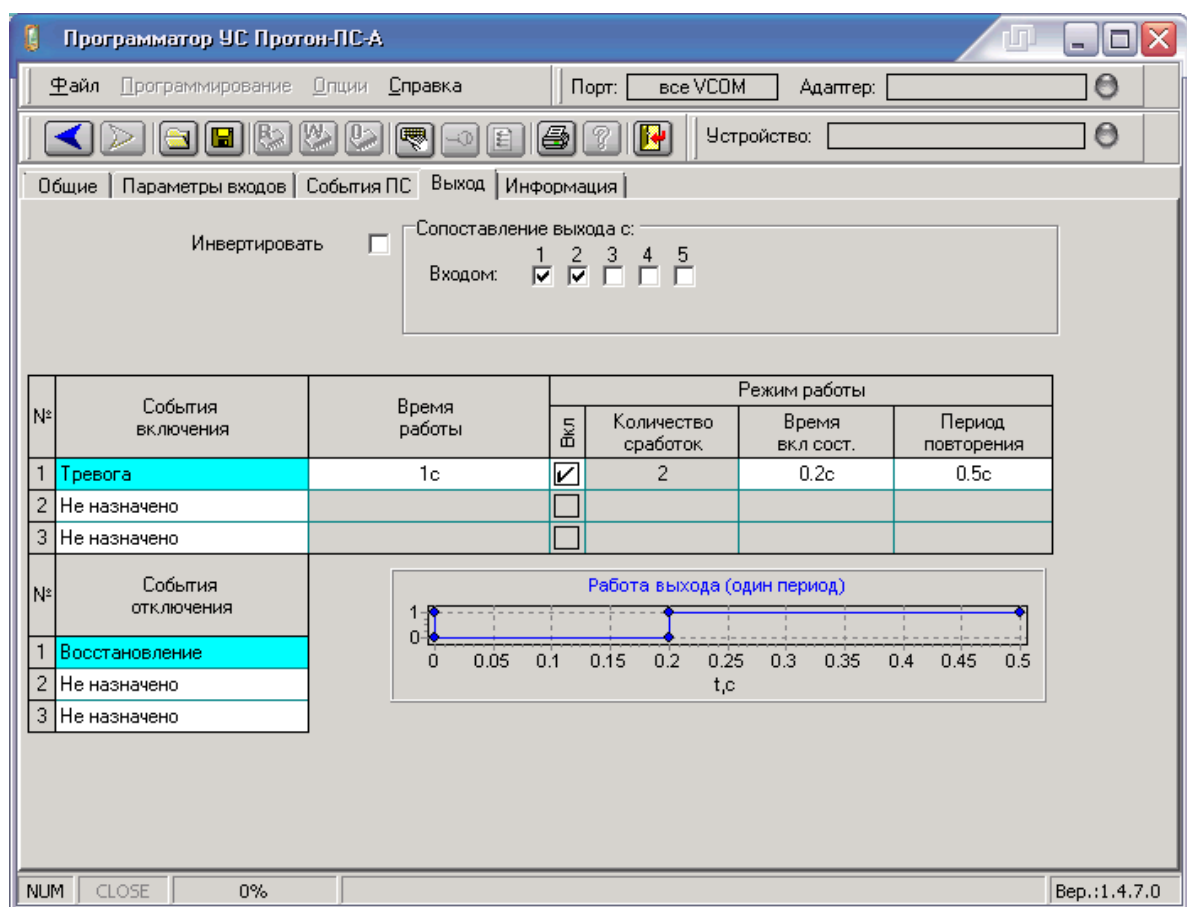 Программатор УС Протон-ПС-А
Файл Программирование Опции Справка Порт: все VCOM Адаптер:
Устройство:
Общие Параметры входов События ПС Выход Информация
Инвертировать Сопоставление выхода с:
1 2 3 4 5
Входом:
№ События включения Время работы Режим работы
Вкл Количество сработок Время вкл сост. Период повторения
1 Тревога 1с 2 0.2с 0.5с
2 Не назначено
3 Не назначено
№ События отключения
1 Восстановление
2 Не назначено
3 Не назначено
Работа выхода (один период)
1
0
0 0.05 0.1 0.15 0.2 0.25 0.3 0.35 0.4 0.45 0.5
t,с
NUM CLOSE 0% Вер.:1.4.7.0